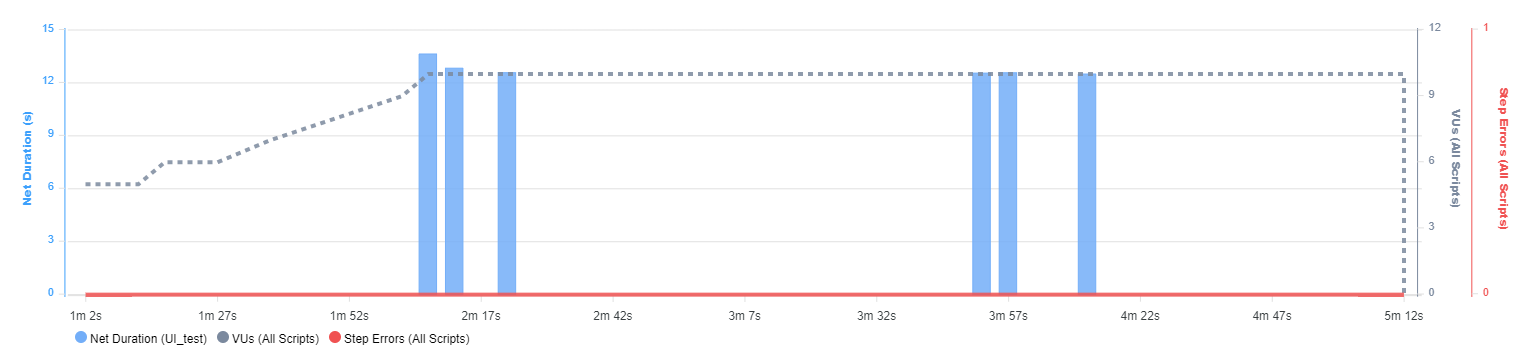 15
12
9
6
3
0
Net Duration (s)
12
9
6
3
0
VUs (All Scripts)
1
0
Step Errors (All Scripts)
1m 2s 1m 27s 1m 52s 2m 17s 2m 42s 3m 7s 3m 32s 3m 57s 4m 22s 4m 47s 5m 12s
Net Duration (UI_test) VUs (All Scripts) Step Errors (All Scripts)